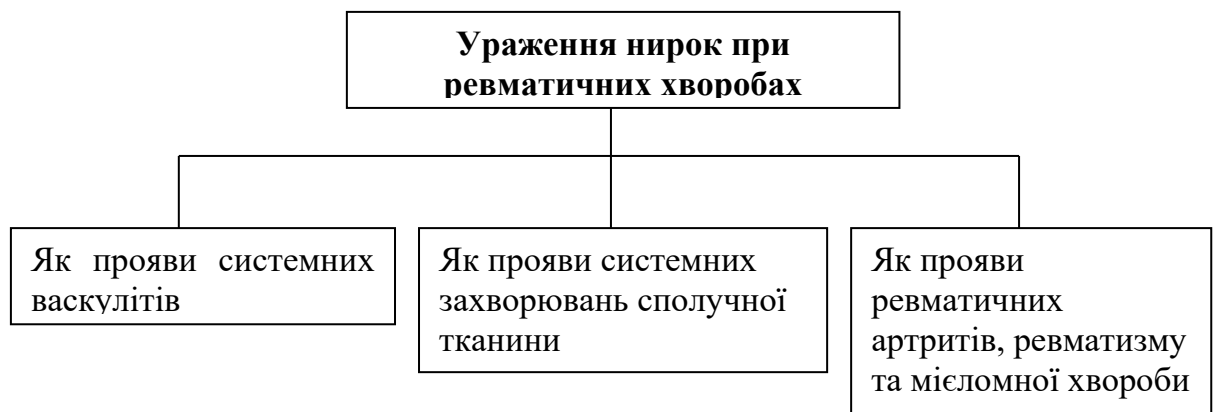 Ураження нирок при
ревматичних хворобах
Як прояви системних
васкулітів
Як прояви системних
захворювань сполучної
тканини
Як прояви
ревматичних
артритів, ревматизму
та мієломної хвороби